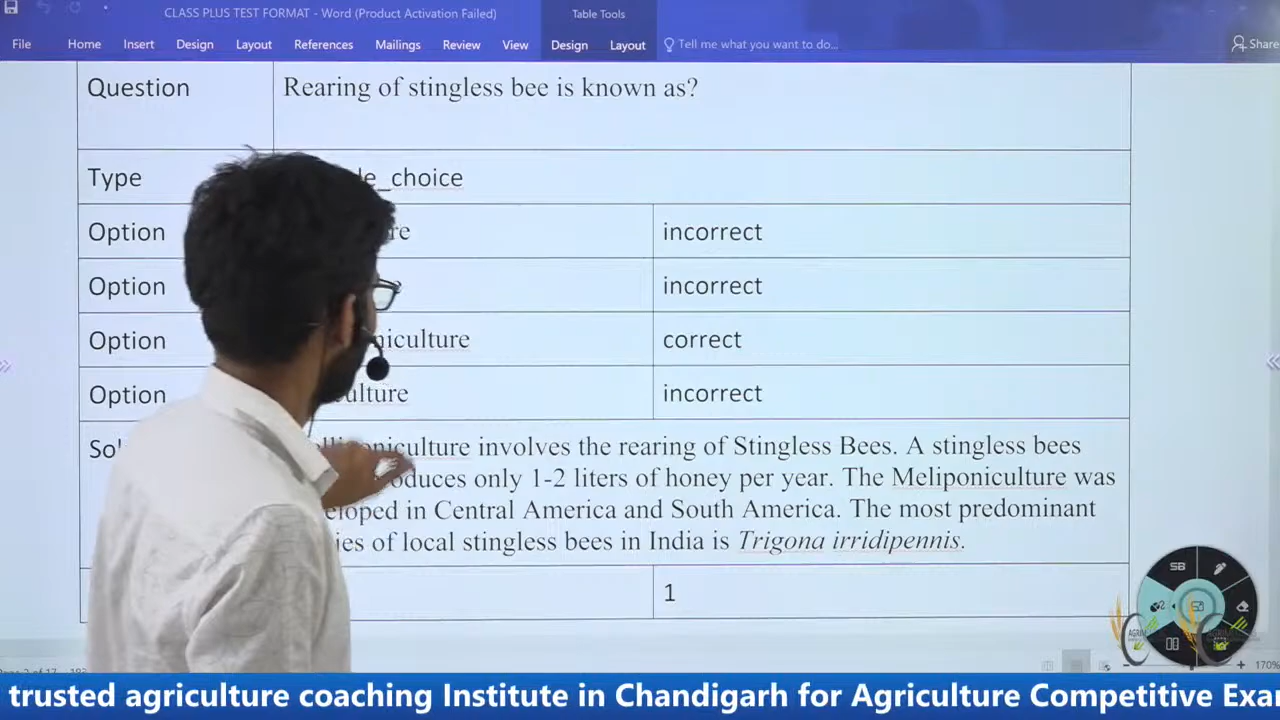 CLASS PLUS TEST FORMAT - Word (Product Activation Failed)
Table Tools
File Home Insert Design Layout References Mailings Review View Design Layout Tell me what you want to do... Share
Question Rearing of stingless bee is known as?
Type le_choice
Option re incorrect
Option incorrect
Option niculture correct
Option culture incorrect
Sol niculture involves the rearing of Stingless Bees. A stingless bees
oduces only 1-2 liters of honey per year. The Meliponiculture was
eloped in Central America and South America. The most predominant
ies of local stingless bees in India is Trigona irridipennis.
1
SB
170%
trusted agriculture coaching Institute in Chandigarh for Agriculture Competitive Exa